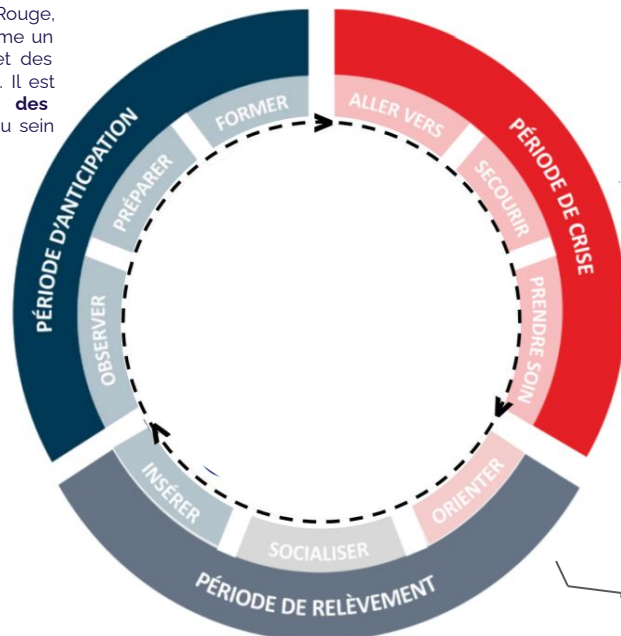 Rouge,
me un
et des
. Il est
des
u sein
PÉRIODE D'ANTICIPATION
OBSERVER
PRÉPARER
FORMER
PÉRIODE DE CRISE
ALLER VERS
SECOURIR
PRENDRE SOIN
PÉRIODE DE RELÈVEMENT
ORIENTER
SOCIALISER
INSÉRER